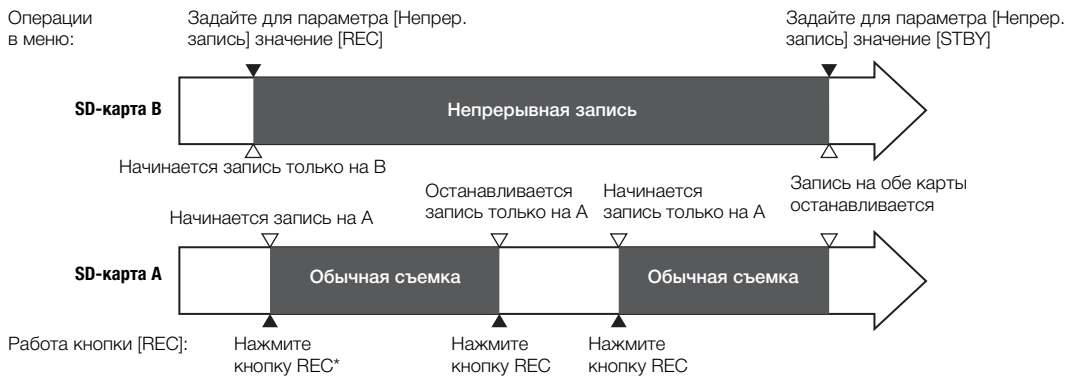 Операции
в меню:
Задайте для параметра [Непрер.
запись] значение [REC]
Задайте для параметра [Непрер.
запись] значение [STBY]
SD-карта B
Непрерывная запись
Начинается запись только на B
Запись на обе карты
останавливается
Начинается запись на A
Останавливается
запись только на A
Начинается
запись только на A
SD-карта A
Обычная съемка
Обычная съемка
Работа кнопки [REC]:
Нажмите
кнопку REC*
Нажмите
кнопку REC
Нажмите
кнопку REC